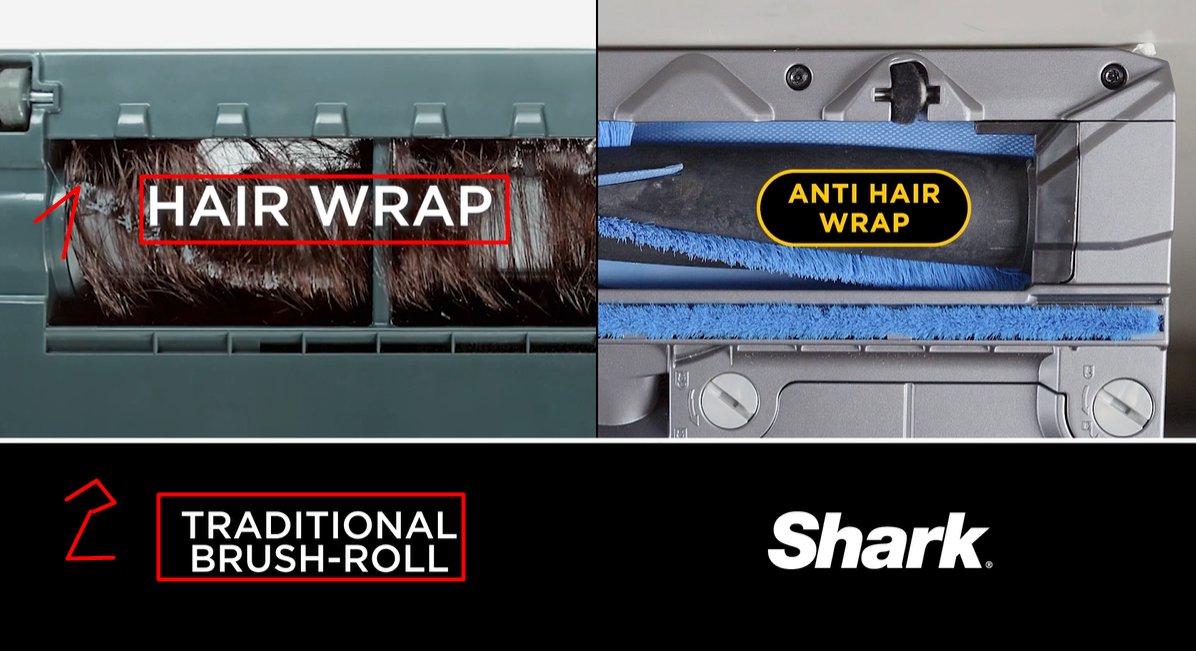 HAIR WRAP
ANTI HAIR
WRAP
1
2
TRADITIONAL
BRUSH-ROLL
Shark®